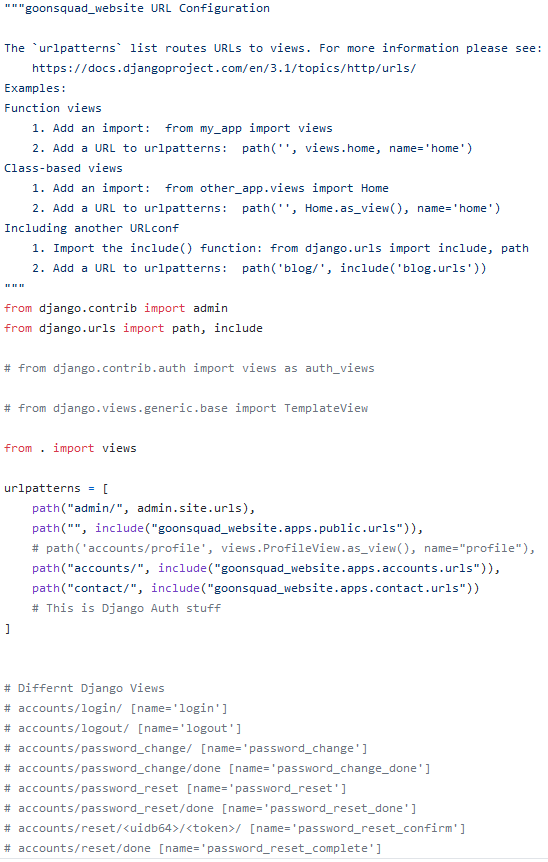 """goonsquad_website URL Configuration
The `urlpatterns` list routes URLs to views. For more information please see:
https://docs.djangoproject.com/en/3.1/topics/http/urls/
Examples:
Function views
1. Add an import:  from my_app import views
2. Add a URL to urlpatterns:  path('', views.home, name='home')
Class-based views
1. Add an import:  from other_app.views import Home
2. Add a URL to urlpatterns:  path('', Home.as_view(), name='home')
Including another URLconf
1. Import the include() function: from django.urls import include, path
2. Add a URL to urlpatterns:  path('blog/', include('blog.urls'))
"""
from django.contrib import admin
from django.urls import path, include
# from django.contrib.auth import views as auth_views
# from django.views.generic.base import TemplateView
from . import views
urlpatterns = [
path("admin/", admin.site.urls),
path("", include("goonsquad_website.apps.public.urls")),
# path('accounts/profile', views.ProfileView.as_view(), name="profile"),
path("accounts/", include("goonsquad_website.apps.accounts.urls")),
path("contact/", include("goonsquad_website.apps.contact.urls"))
# This is Django Auth stuff
]
# Differnt Django Views
# accounts/login/ [name='login']
# accounts/logout/ [name='logout']
# accounts/password_change/ [name='password_change']
# accounts/password_change/done [name='password_change_done']
# accounts/password_reset [name='password_reset']
# accounts/password_reset/done [name='password_reset_done']
# accounts/reset/<uidb64>/<token>/ [name='password_reset_confirm']
# accounts/reset/done [name='password_reset_complete']